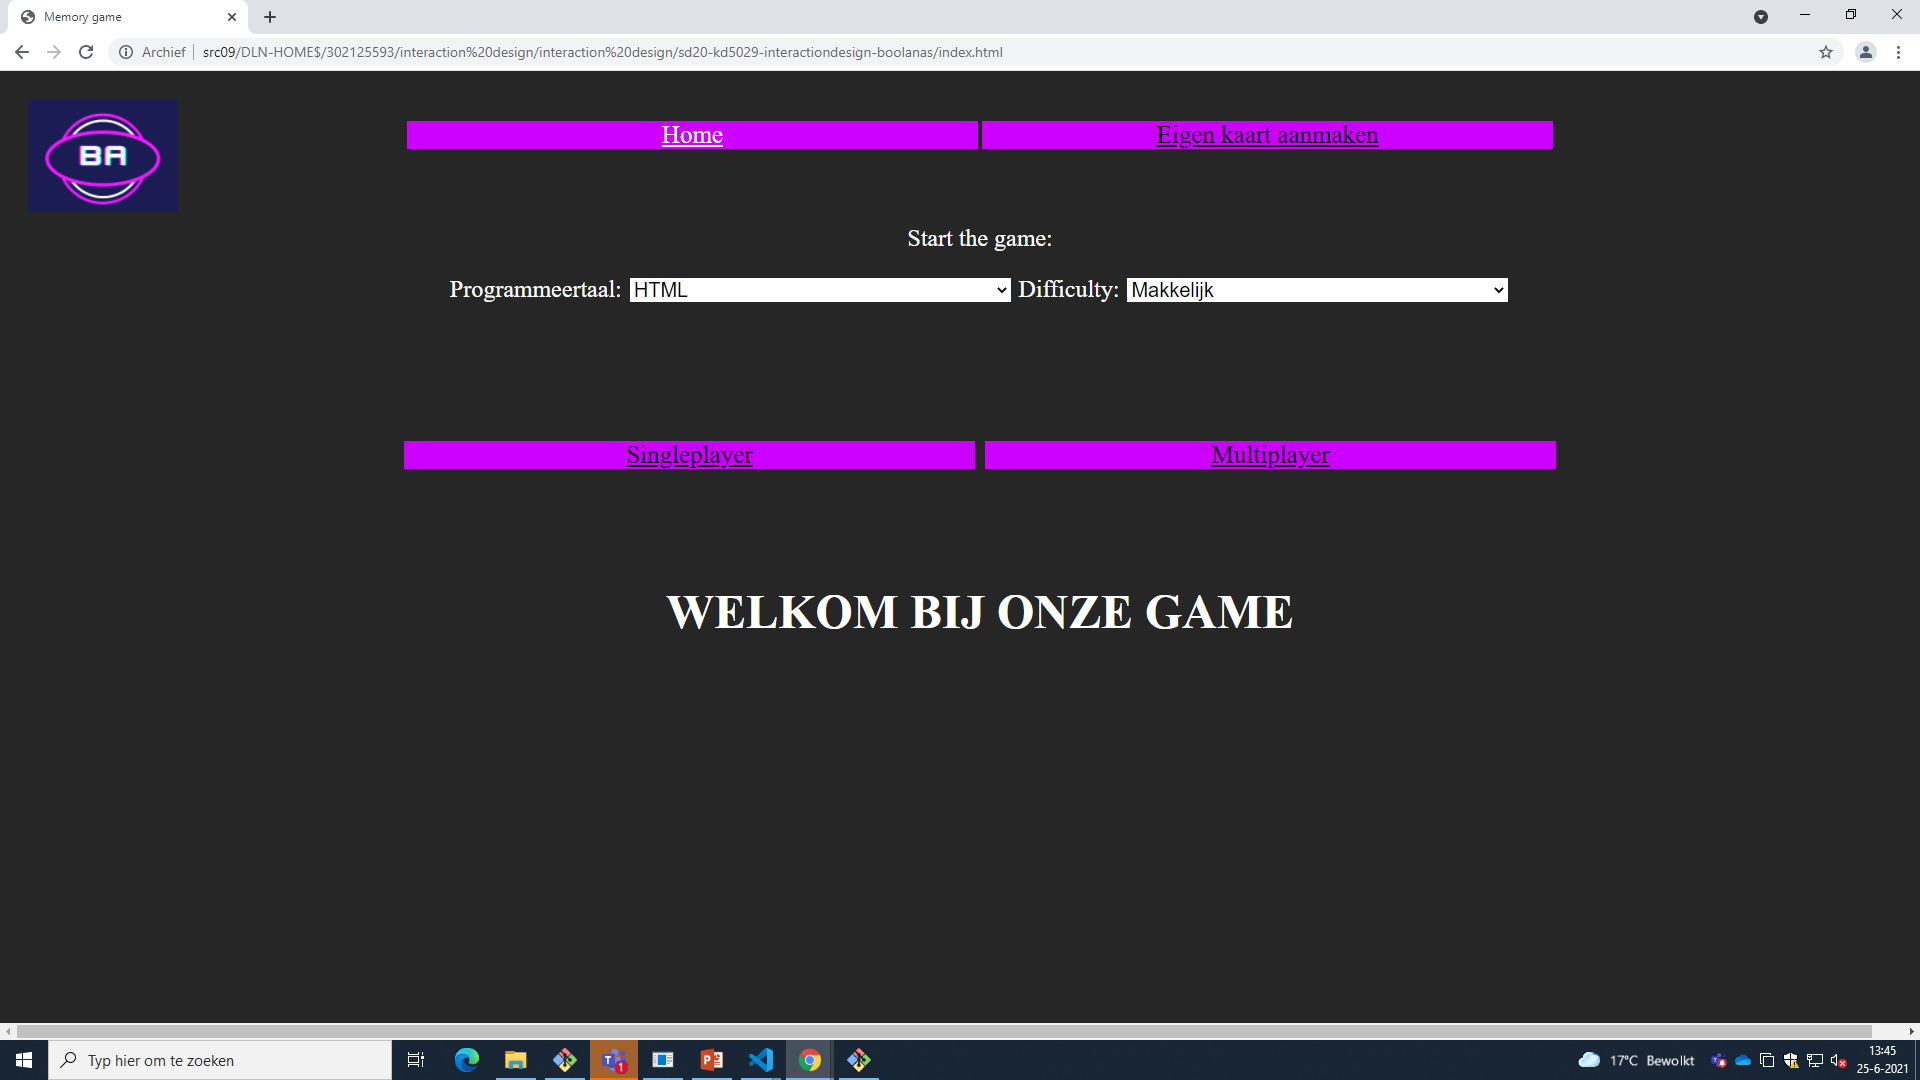 Memory game
Archief src09/DLN-HOME$/302125593/interaction%20design/interaction%20design/sd20-kd5029-interactiondesign-boolanas/index.html
BA
Home Eigen kaart aanmaken
Start the game:
Programmeertaal: HTML Difficulty: Makkelijk
Singleplayer Multiplayer
WELKOM BIJ ONZE GAME
Typ hier om te zoeken
1
17°C Bewolkt
13:45
25-6-2021